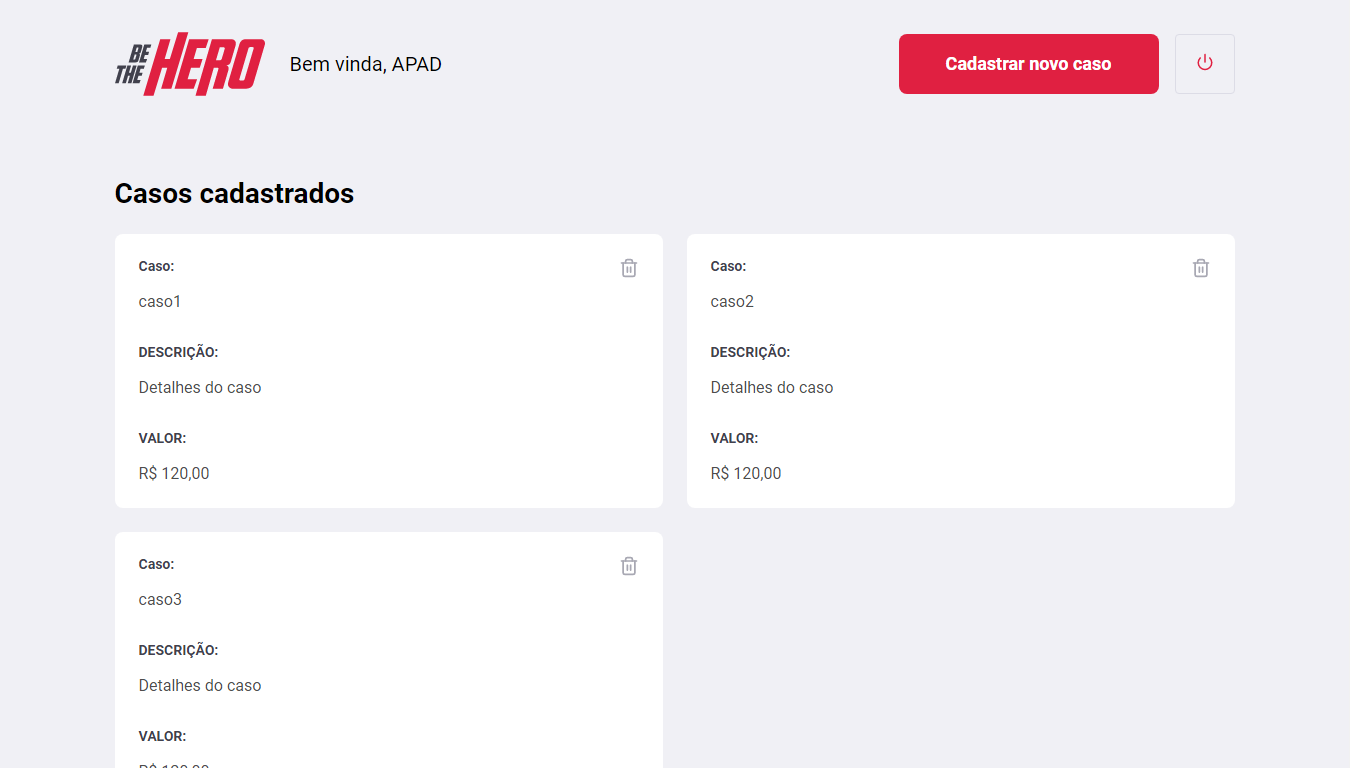 BE THE HERO
Bem vinda, APAD
Cadastrar novo caso
Casos cadastrados
Caso:
caso1
DESCRIÇÃO:
Detalhes do caso
VALOR:
R$ 120,00
Caso:
caso2
DESCRIÇÃO:
Detalhes do caso
VALOR:
R$ 120,00
Caso:
caso3
DESCRIÇÃO:
Detalhes do caso
VALOR: